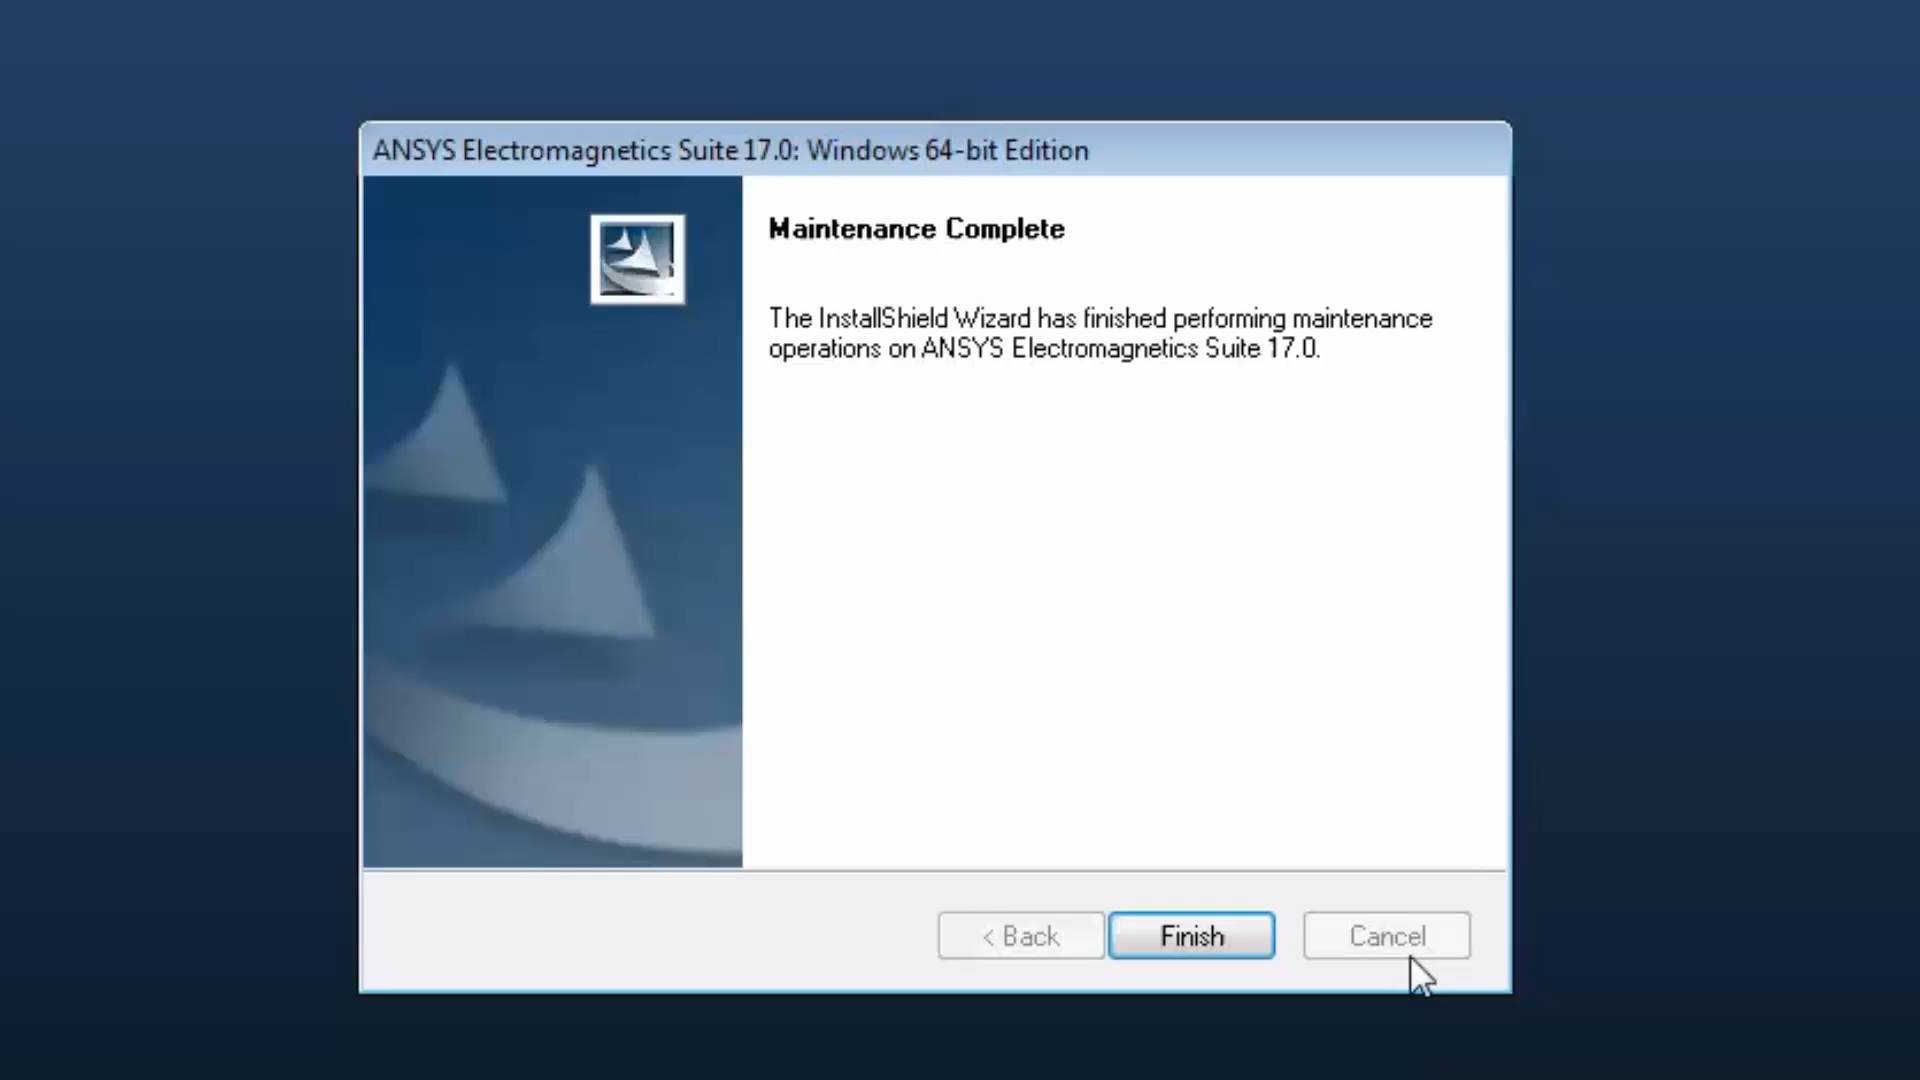 ANSYS Electromagnetics Suite 17.0: Windows 64-bit Edition
Maintenance Complete
The InstallShield Wizard has finished performing maintenance
operations on ANSYS Electromagnetics Suite 17.0.
< Back
Finish
Cancel